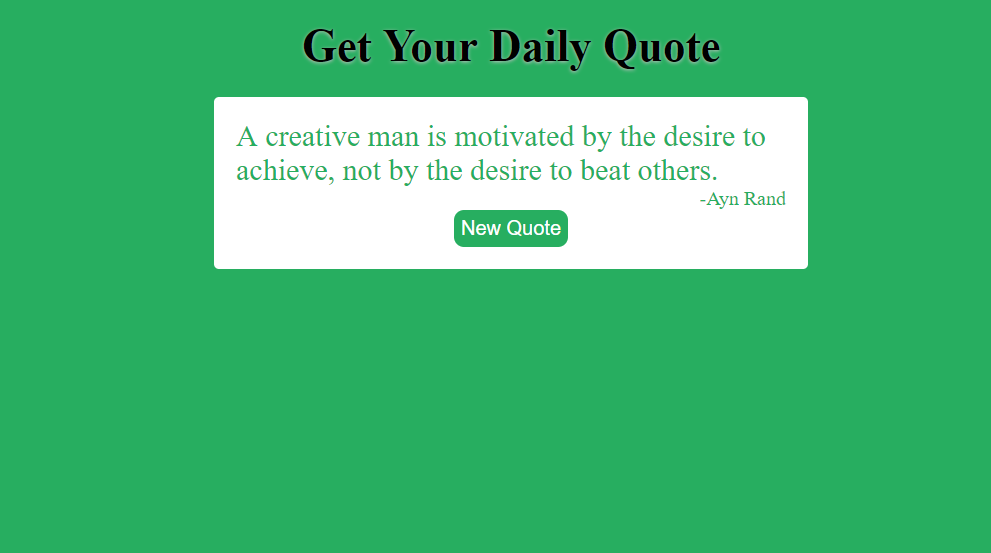 Get Your Daily Quote
A creative man is motivated by the desire to
achieve, not by the desire to beat others.
-Ayn Rand
New Quote